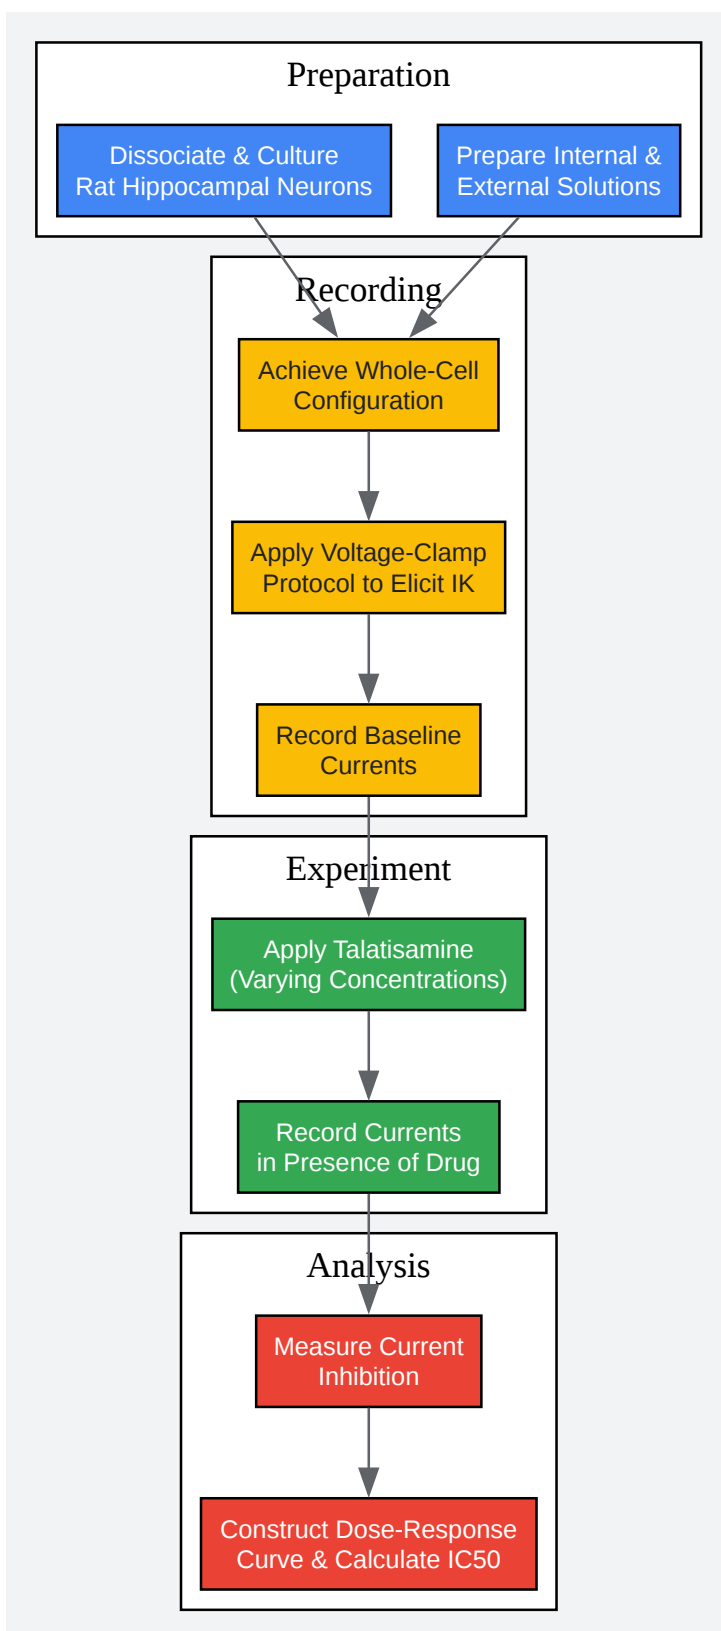 Preparation
Dissociate & Culture
Rat Hippocampal Neurons
Prepare Internal &
External Solutions
Recording
Achieve Whole-Cell
Configuration
Apply Voltage-Clamp
Protocol to Elicit IK
Record Baseline
Currents
Experiment
Apply Talatisamine
(Varying Concentrations)
Record Currents
in Presence of Drug
Analysis
Measure Current
Inhibition
Construct Dose-Response
Curve & Calculate IC50